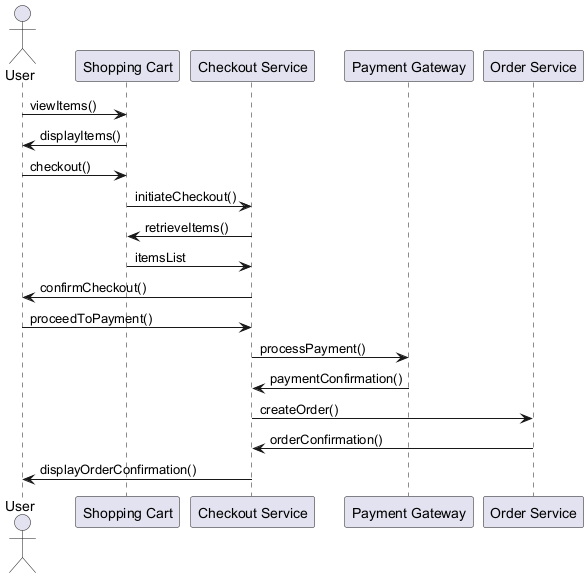 User
Shopping Cart
Checkout Service
Payment Gateway
Order Service
viewItems()
displayItems()
checkout()
initiateCheckout()
retrieveItems()
itemsList
confirmCheckout()
proceedToPayment()
processPayment()
paymentConfirmation()
createOrder()
orderConfirmation()
displayOrderConfirmation()
User
Shopping Cart
Checkout Service
Payment Gateway
Order Service